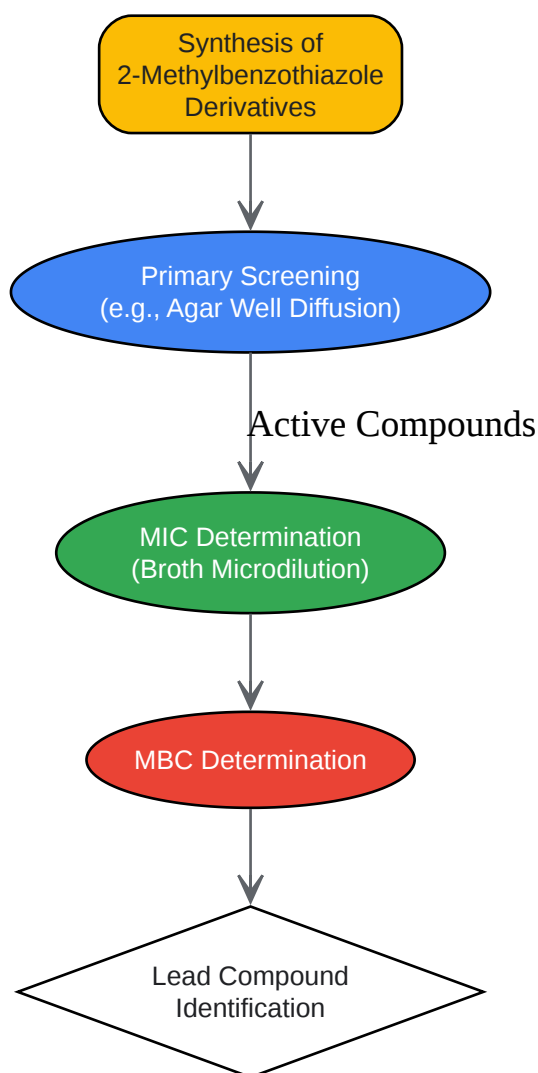 Synthesis of
2-Methylbenzothiazole
Derivatives
Primary Screening
(e.g., Agar Well Diffusion)
Active Compounds
MIC Determination
(Broth Microdilution)
MBC Determination
Lead Compound
Identification